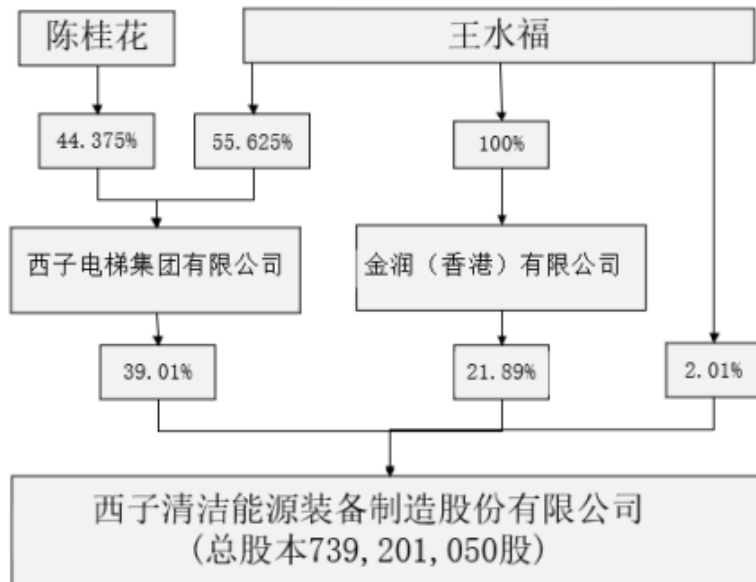 陈桂花
王水福
44.375%
55.625%
100%
西子电梯集团有限公司
金润（香港）有限公司
39.01%
21.89%
2.01%
西子清洁能源装备制造股份有限公司
(总股本739,201,050股)